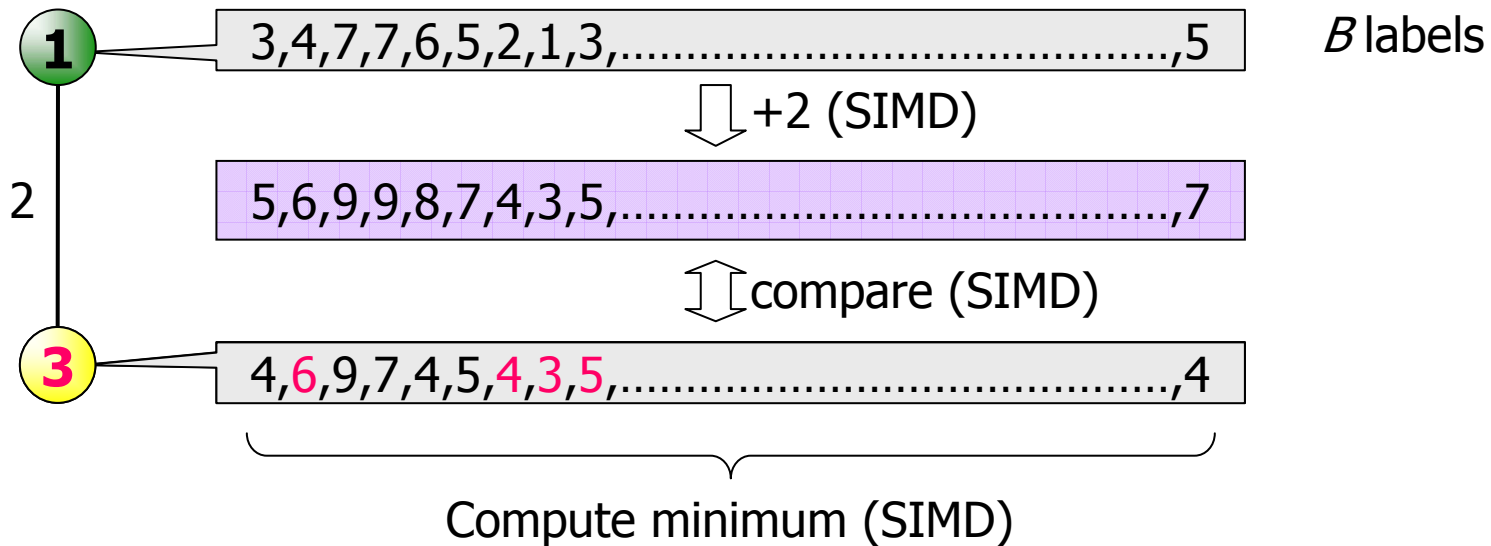 1 3,4,7,7,6,5,2,1,3,..........................................,5 B labels
+2 (SIMD)
2 5,6,9,9,8,7,4,3,5,..........................................,7
compare (SIMD)
3 4,6,9,7,4,5,4,3,5,..........................................,4
Compute minimum (SIMD)